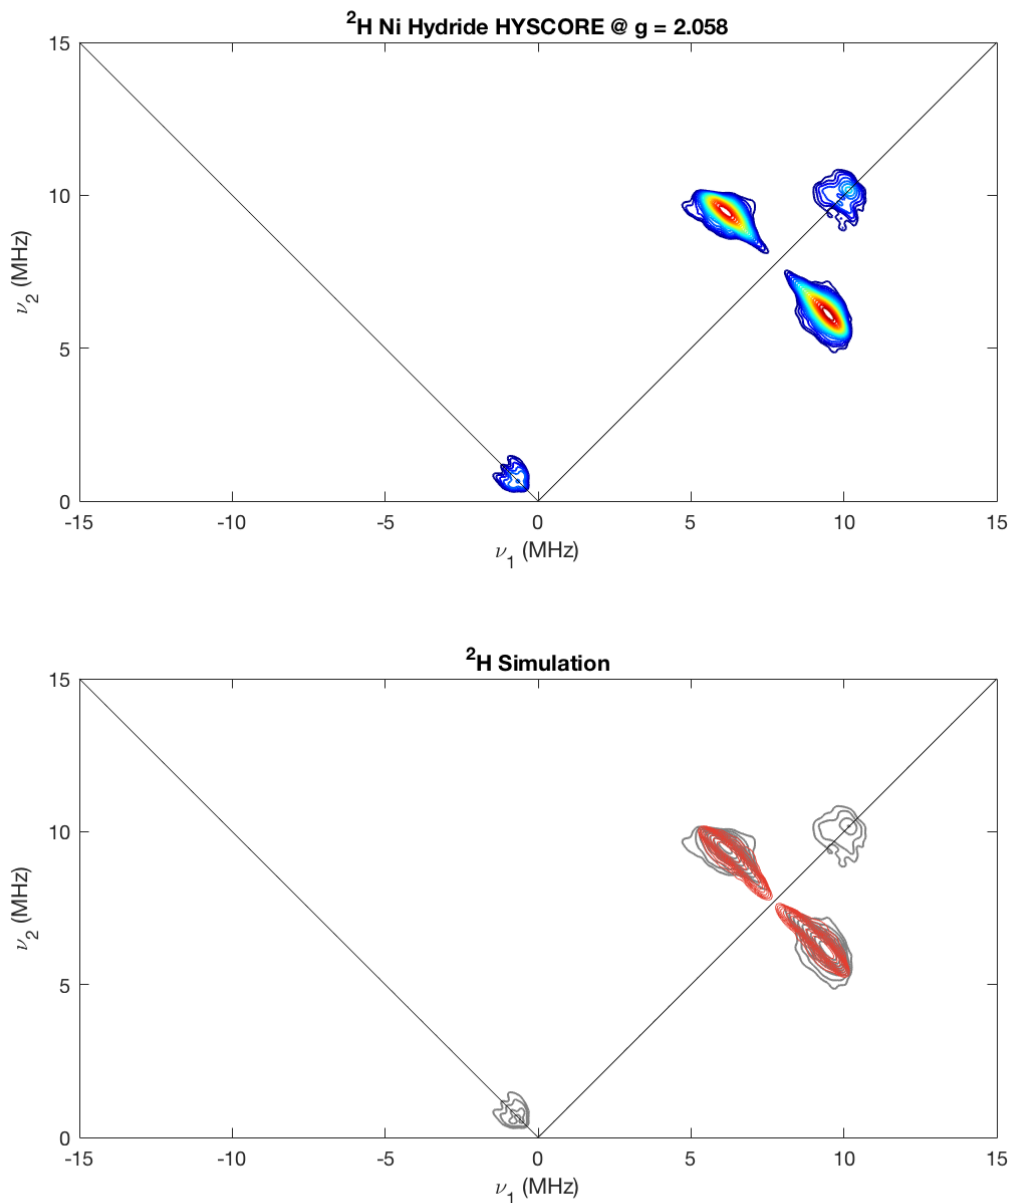 ²H Ni Hydride HYSCORE @ g = 2.058
15
10
5
0
ν₂ (MHz)
-15 -10 -5 0 5 10 15
ν₁ (MHz)
²H Simulation
15
10
5
0
ν₂ (MHz)
-15 -10 -5 0 5 10 15
ν₁ (MHz)